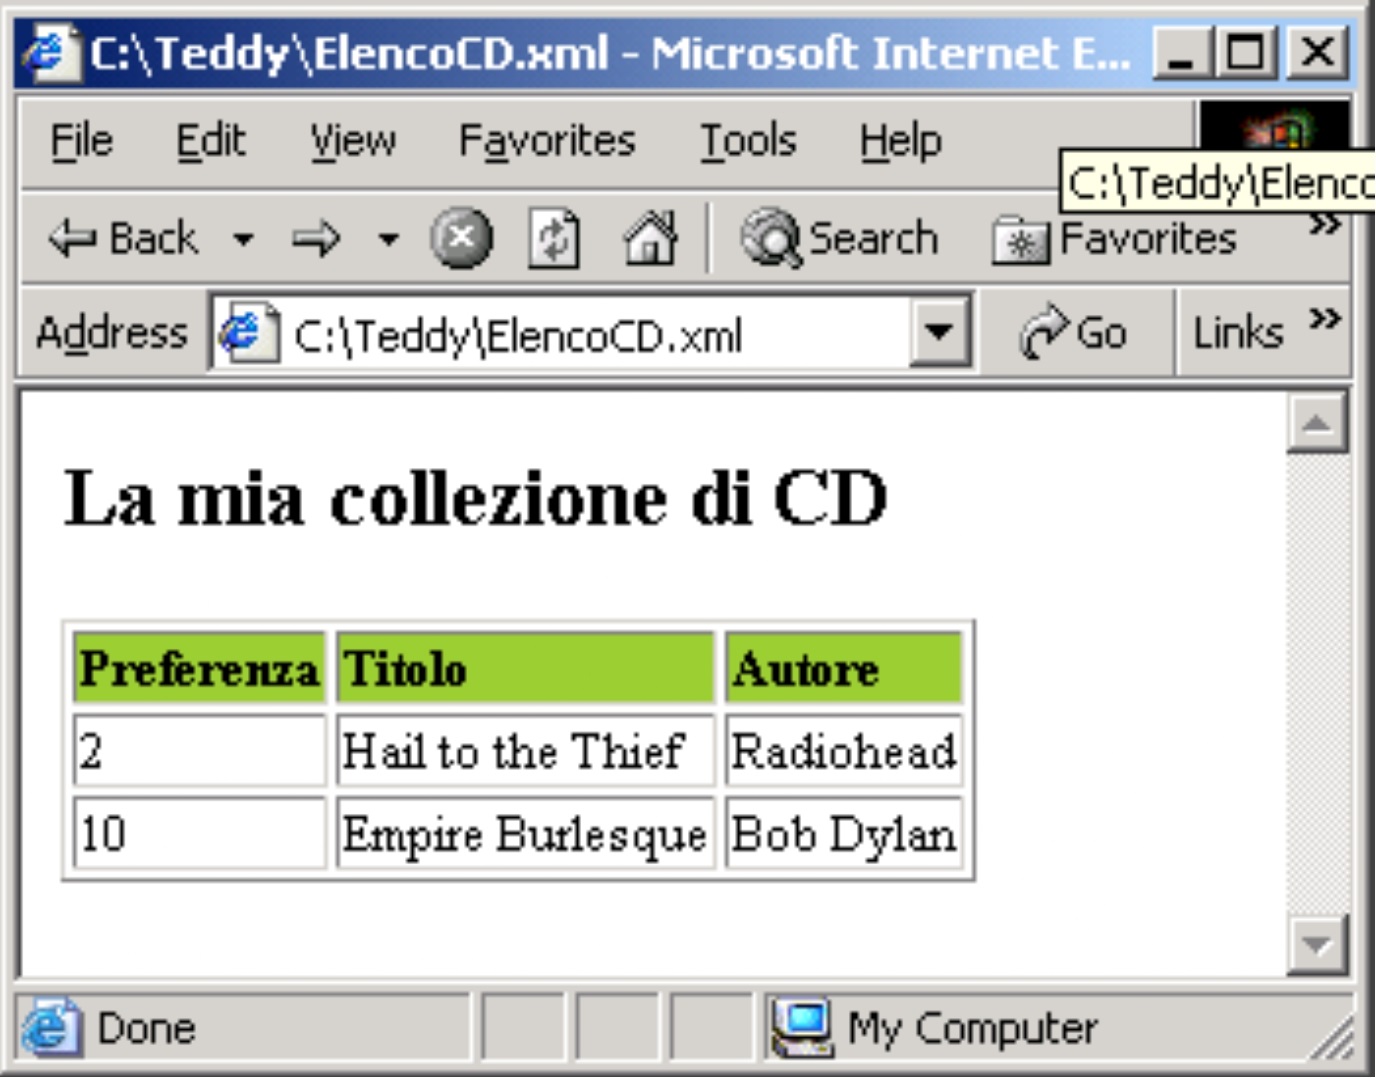 C:\Teddy\ElencoCD.xml - Microsoft Internet E...
File Edit View Favorites Tools Help
C:\Teddy\Elenco
Back Search Favorites »
Address C:\Teddy\ElencoCD.xml Go Links »
La mia collezione di CD
Preferenza Titolo Autore
2 Hail to the Thief Radiohead
10 Empire Burlesque Bob Dylan
Done My Computer